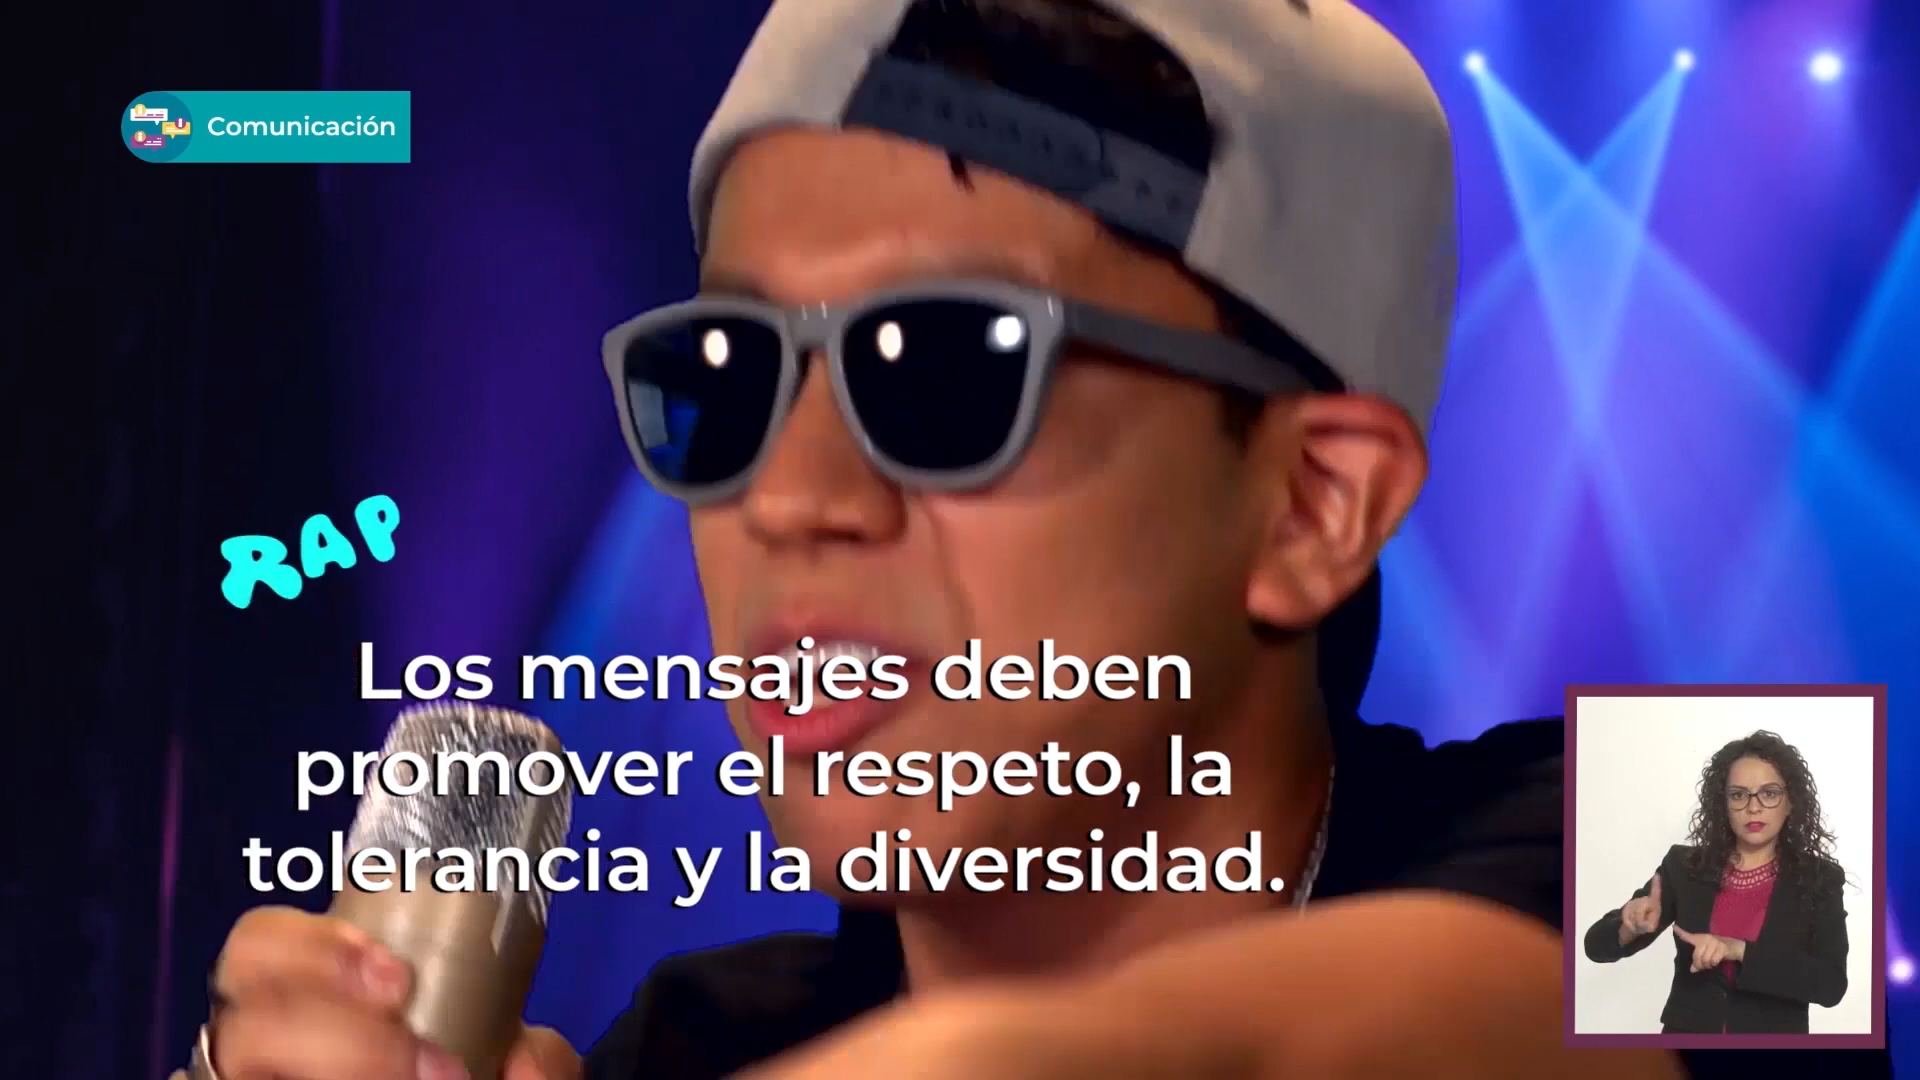 Comunicación
RAP
Los mensajes deben
promover el respeto, la
tolerancia y la diversidad.